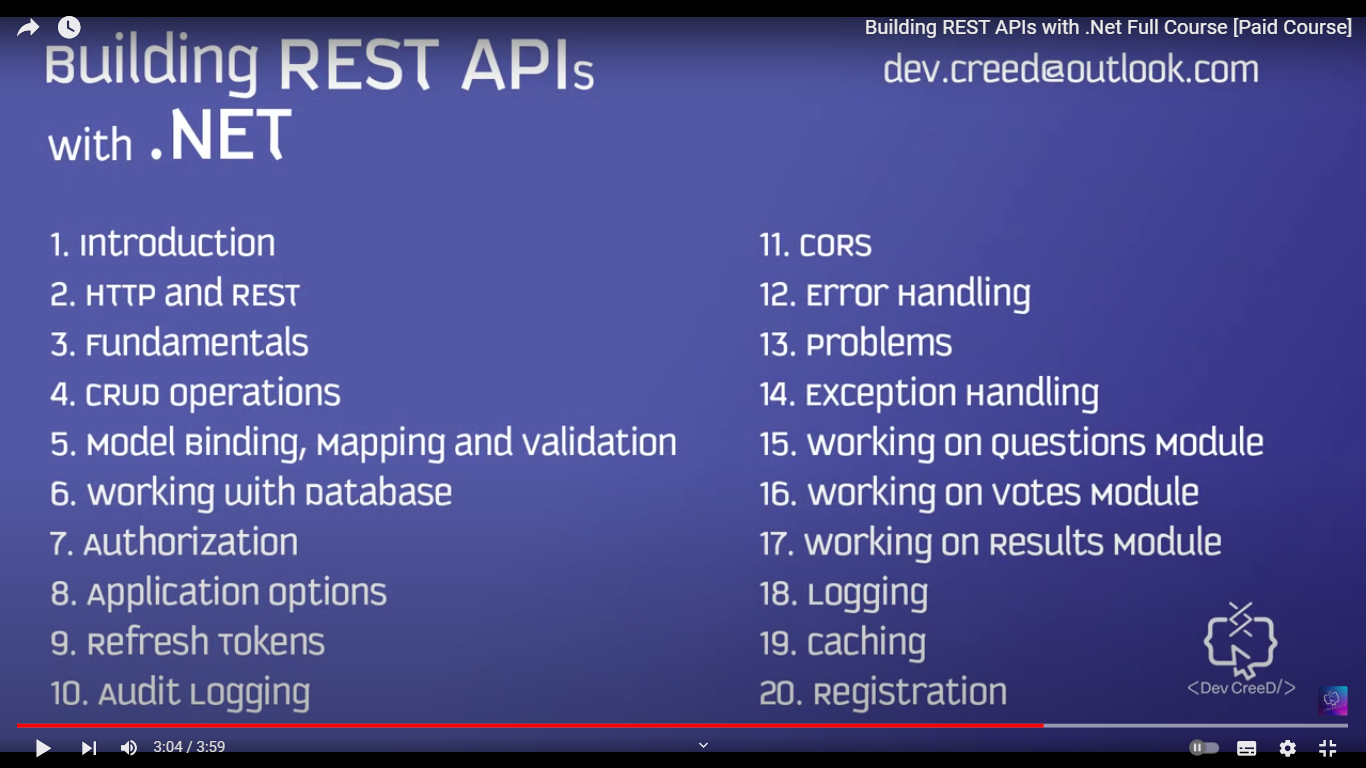 Building REST APIs with .Net Full Course [Paid Course]
Building REST APIs
with .NET
dev.creed@outlook.com
1. Introduction
2. HTTP and REST
3. Fundamentals
4. CRUD Operations
5. Model Binding, Mapping and Validation
6. Working with Database
7. Authorization
8. Application Options
9. Refresh Tokens
10. Audit Logging
11. CORS
12. Error Handling
13. Problems
14. Exception Handling
15. Working on Questions Module
16. Working on Votes Module
17. Working on Results Module
18. Logging
19. Caching
20. Registration
<Dev CreeD/>
3:04 / 3:59